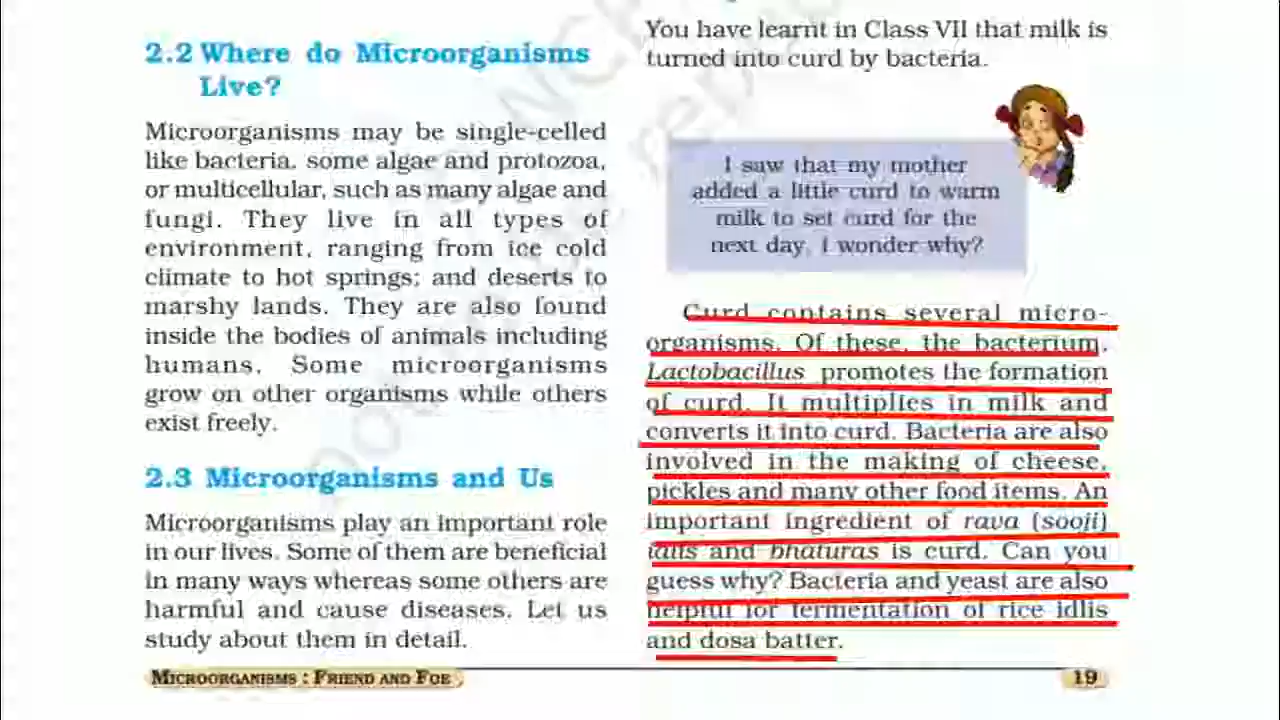 2.2 Where do Microorganisms
Live?
Microorganisms may be single-celled
like bacteria, some algae and protozoa,
or multicellular, such as many algae and
fungi. They live in all types of
environment, ranging from ice cold
climate to hot springs; and deserts to
marshy lands. They are also found
inside the bodies of animals including
humans. Some microorganisms
grow on other organisms while others
exist freely.
2.3 Microorganisms and Us
Microorganisms play an important role
in our lives. Some of them are beneficial
in many ways whereas some others are
harmful and cause diseases. Let us
study about them in detail.
You have learnt in Class VII that milk is
turned into curd by bacteria.
I saw that my mother
added a little curd to warm
milk to set curd for the
next day. I wonder why?
Curd contains several micro-
organisms. Of these, the bacterium,
Lactobacillus promotes the formation
of curd. It multiplies in milk and
converts it into curd. Bacteria are also
involved in the making of cheese,
pickles and many other food items. An
important ingredient of rava (sooji)
idlis and bhaturas is curd. Can you
guess why? Bacteria and yeast are also
helpful for fermentation of rice idlis
and dosa batter.
MICROORGANISMS : FRIEND AND FOE
19